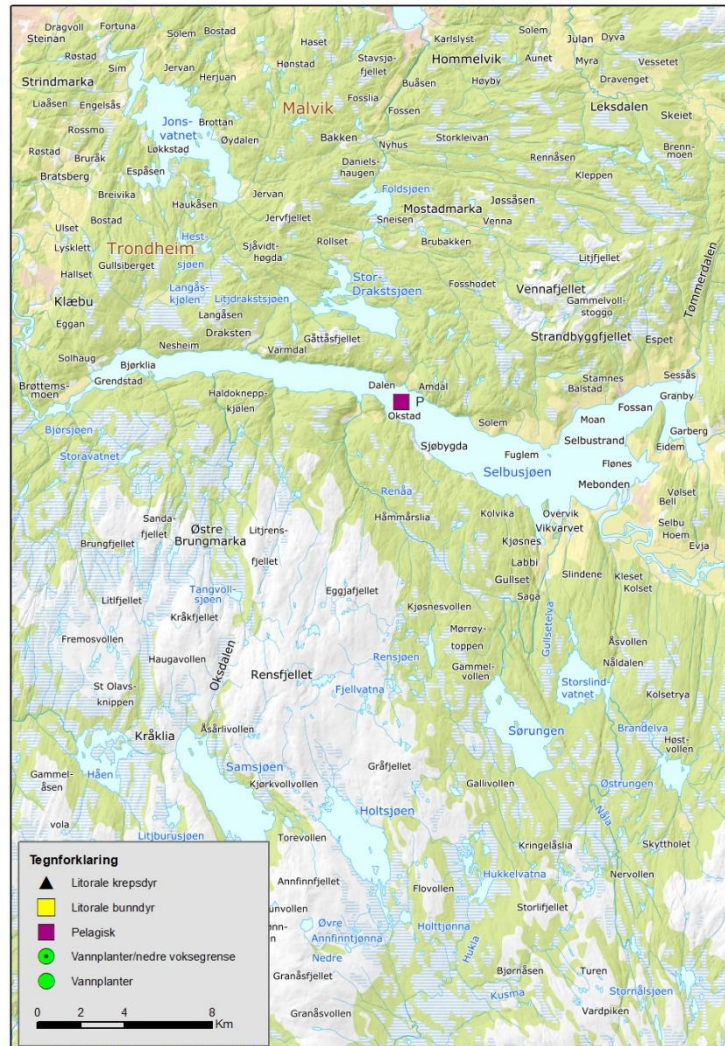 Dragvoll
Fortuna
Steinan
Solem
Bostad
Haset
Karlslyst
Solem
Julan
Dyva
Røstad
Sim
Jervan
Hønstad
Stavsjø-
fjellet
Hommelvik
Aunet
Myra
Vessetet
Strindmarka
Herjuan
Buåsen
Høyby
Dravenget
Liaåsen
Engelsås
Fosslia
Malvik
Fossen
Leksdalen
Skeiet
Rossmo
Jons-
vatnet
Brottan
Øydalen
Bakken
Nyhus
Storkleivan
Løkkstad
Røstad
Bruråk
Daniels-
haugen
Rennåsen
Brenn-
moen
Bratsberg
Espåsen
Kleppen
Foldsjøen
Breivika
Jervan
Haukåsen
Mostadmarka
Jøssåsen
Ulset
Bostad
Jervfjellet
Sneisen
Venna
Lysklett
Trondheim
Hest-
sjøen
Sjåvidt-
høgda
Rollset
Brubakken
Litjfjellet
Hallset
Gullsiberget
Stor-
Drakstsjøen
Fosshodet
Vennafjellet
Tømmerdalen
Klæbu
Langås-
kjølen
Litjdrakstsjøen
Gammelvoll-
stoggo
Eggan
Langåsen
Draksten
Gåttåsfjellet
Strandbyggfjellet
Espet
Solhaug
Nesheim
Varmdal
Bjørklia
Brøttems-
moen
Grendstad
Haldoknepp-
kjølen
Dalen
Amdal
Stamnes
Balstad
Sessås
Granby
P
Okstad
Fossan
Moan
Solem
Bjørsjøen
Sjøbygda
Selbustrand
Garberg
Storavatnet
Fuglem
Eidem
Selbusjøen
Flønes
Renåa
Mebonden
Vølset
Bell
Sanda-
fjellet
Østre
Brungmarka
Litjrens-
fjellet
Håmmårslia
Kolvika
Overvik
Vikvarvet
Selbu
Hoem
Brungfjellet
Kjøsnes
Evja
Labbi
Tangvoll-
sjøen
Gullset
Slindene
Kleset
Kolset
Litlfjellet
Eggjafjellet
Saga
Kråkfjellet
Kjøsnesvollen
Gullsetelva
Fremosvollen
Oksdalen
Mørrøy-
toppen
Åsvollen
Haugavollen
Rensjøen
Nåldalen
Rensfjellet
Gammel-
vollen
Storslind
vatnet
St Olavs-
knippen
Fjellvatna
Kolsetrya
Åsårlivollen
Sørungen
Brandelva
Kråklia
Høst-
vollen
Samsjøen
Gråfjellet
Håen
Gammel-
åsen
Kjørkvollvollen
Gallivollen
Østrungen
Holtsjøen
Nåla
vola
Litjburusjøen
Torevollen
Kringelåslia
Skyttholet
Tegnforklaring
Litorale krepsdyr
Litorale bunndyr
Pelagisk
Vannplanter/nedre voksegrense
Vannplanter
0 2 4 8
Km
Annfinnfjellet
Flovollen
Hukkelvatna
Nervollen
unvollen
Storlifjellet
Øvre
Annfinntjønna
Nedre
Holttjønna
Hukla
Bjørnåsen
Turen
Granåsfjellet
Stornålsjøen
Kusma
Vardpiken
Granåsvollen